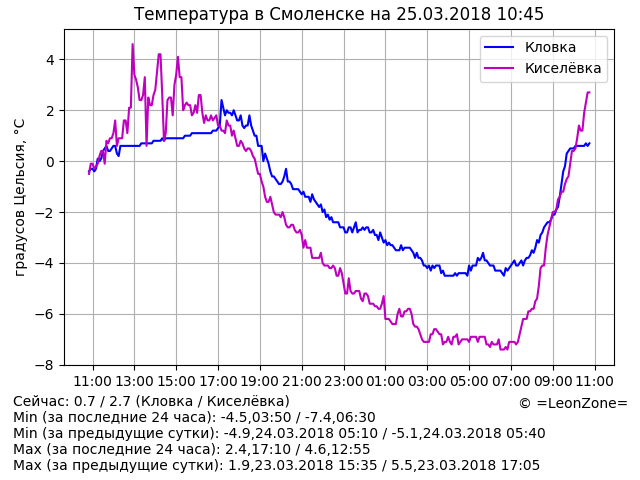 Температура в Смоленске на 25.03.2018 10:45
Кловка
Киселёвка
градусов Цельсия, °C
4
2
0
−2
−4
−6
−8
11:00 13:00 15:00 17:00 19:00 21:00 23:00 01:00 03:00 05:00 07:00 09:00 11:00
Сейчас: 0.7 / 2.7 (Кловка / Киселёвка)
© =LeonZone=
Min (за последние 24 часа): -4.5,03:50 / -7.4,06:30
Min (за предыдущие сутки): -4.9,24.03.2018 05:10 / -5.1,24.03.2018 05:40
Max (за последние 24 часа): 2.4,17:10 / 4.6,12:55
Max (за предыдущие сутки): 1.9,23.03.2018 15:35 / 5.5,23.03.2018 17:05